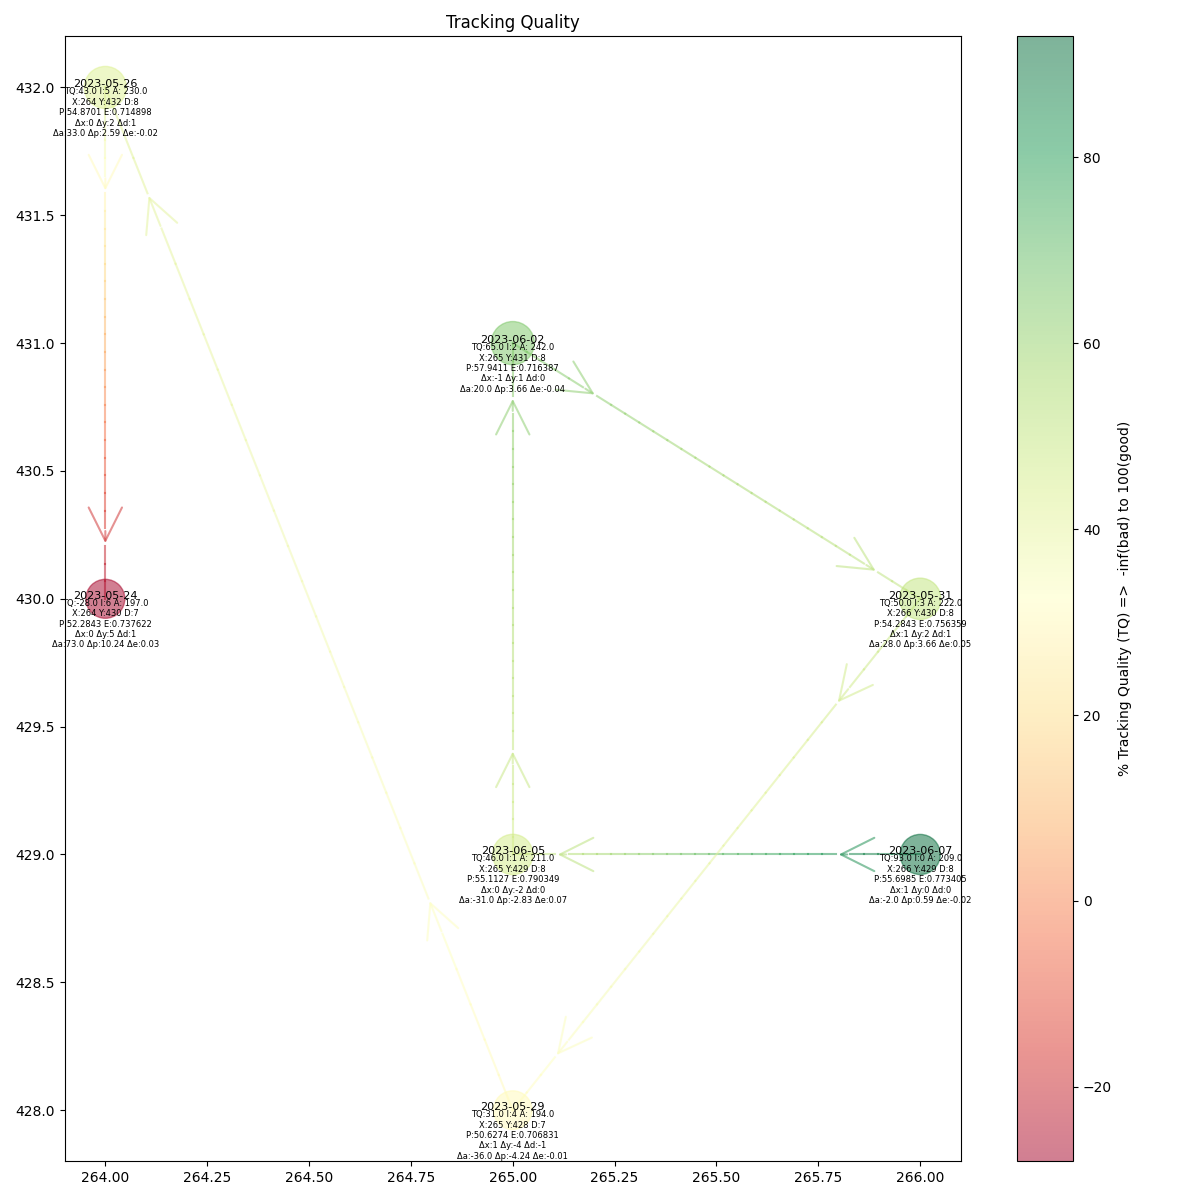 Tracking Quality
432.0
431.5
431.0
430.5
430.0
429.5
429.0
428.5
428.0
2023-05-26
TQ:43.0 I:5 A: 230.0
X:264 Y:432 D:8
P:54.8701 E:0.714898
Δx:0 Δy:2 Δd:1
Δa:33.0 Δp:2.59 Δe:-0.02
2023-06-02
TQ:65.0 I:2 A: 242.0
X:265 Y:431 D:8
P:57.9411 E:0.716387
Δx:-1 Δy:1 Δd:0
Δa:20.0 Δp:3.66 Δe:-0.04
2023-05-24
TQ:-28.0 I:6 A: 197.0
X:264 Y:430 D:7
P:52.2843 E:0.737622
Δx:0 Δy:5 Δd:1
Δa:73.0 Δp:10.24 Δe:0.03
2023-05-31
TQ:50.0 I:3 A: 222.0
X:266 Y:430 D:8
P:54.2843 E:0.756359
Δx:1 Δy:2 Δd:1
Δa:28.0 Δp:3.66 Δe:0.05
2023-06-05
TQ:46.0 I:1 A: 211.0
X:265 Y:429 D:8
P:55.1127 E:0.790349
Δx:0 Δy:-2 Δd:0
Δa:-31.0 Δp:-2.83 Δe:0.07
2023-06-07
TQ:93.0 I:0 A: 209.0
X:266 Y:429 D:8
P:55.6985 E:0.773405
Δx:1 Δy:0 Δd:0
Δa:-2.0 Δp:0.59 Δe:-0.02
2023-05-29
TQ:31.0 I:4 A: 194.0
X:265 Y:428 D:7
P:50.6274 E:0.706831
Δx:1 Δy:-4 Δd:-1
Δa:-36.0 Δp:-4.24 Δe:-0.01
264.00 264.25 264.50 264.75 265.00 265.25 265.50 265.75 266.00
80
60
40
20
0
−20
% Tracking Quality (TQ) => -inf(bad) to 100(good)